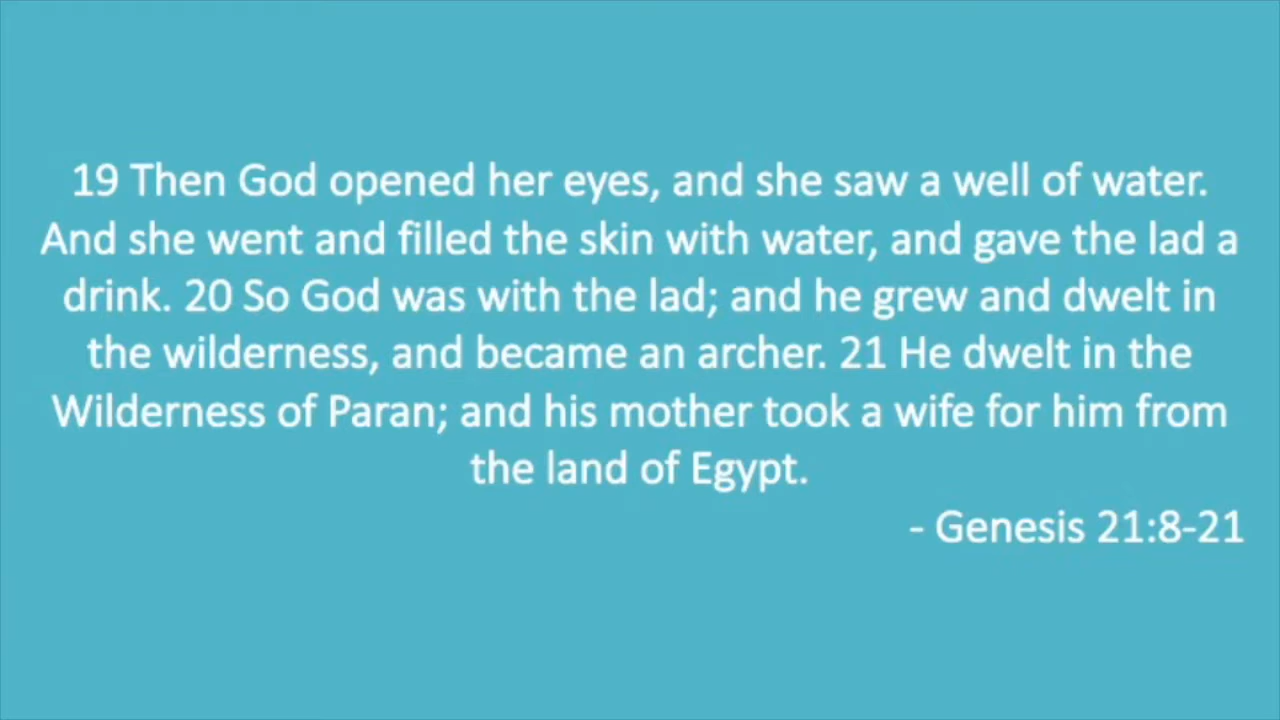 19 Then God opened her eyes, and she saw a well of water.
And she went and filled the skin with water, and gave the lad a
drink. 20 So God was with the lad; and he grew and dwelt in
the wilderness, and became an archer. 21 He dwelt in the
Wilderness of Paran; and his mother took a wife for him from
the land of Egypt.
- Genesis 21:8-21